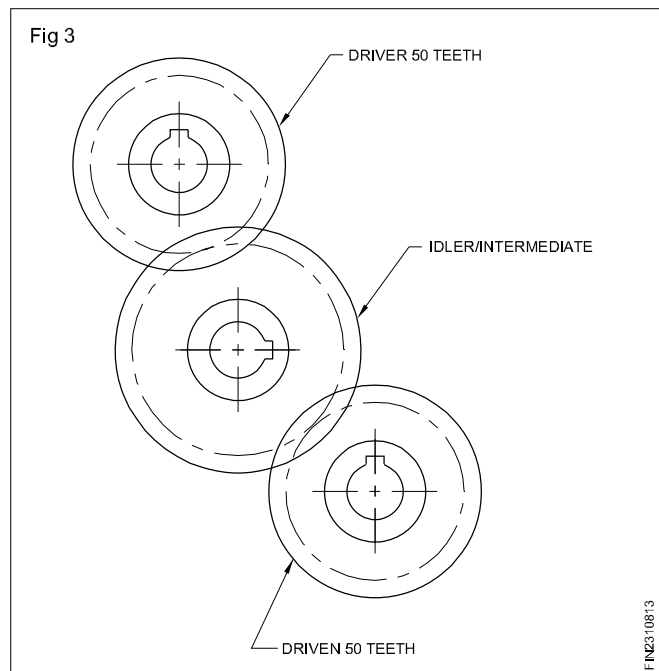 Fig 3
DRIVER 50 TEETH
IDLER/INTERMEDIATE
DRIVEN 50 TEETH
FIN2310813